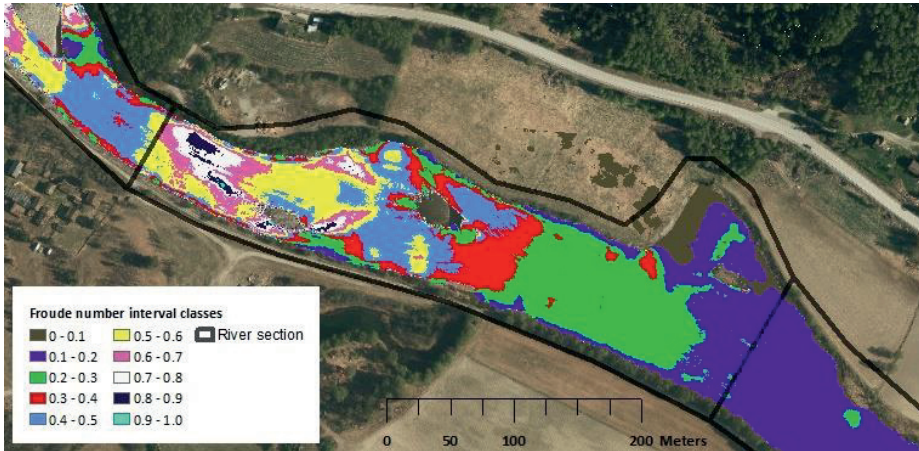 Froude number interval classes
0 - 0.1 0.5 - 0.6 River section
0.1 - 0.2 0.6 - 0.7
0.2 - 0.3 0.7 - 0.8
0.3 - 0.4 0.8 - 0.9
0.4 - 0.5 0.9 - 1.0
0 50 100 200 Meters